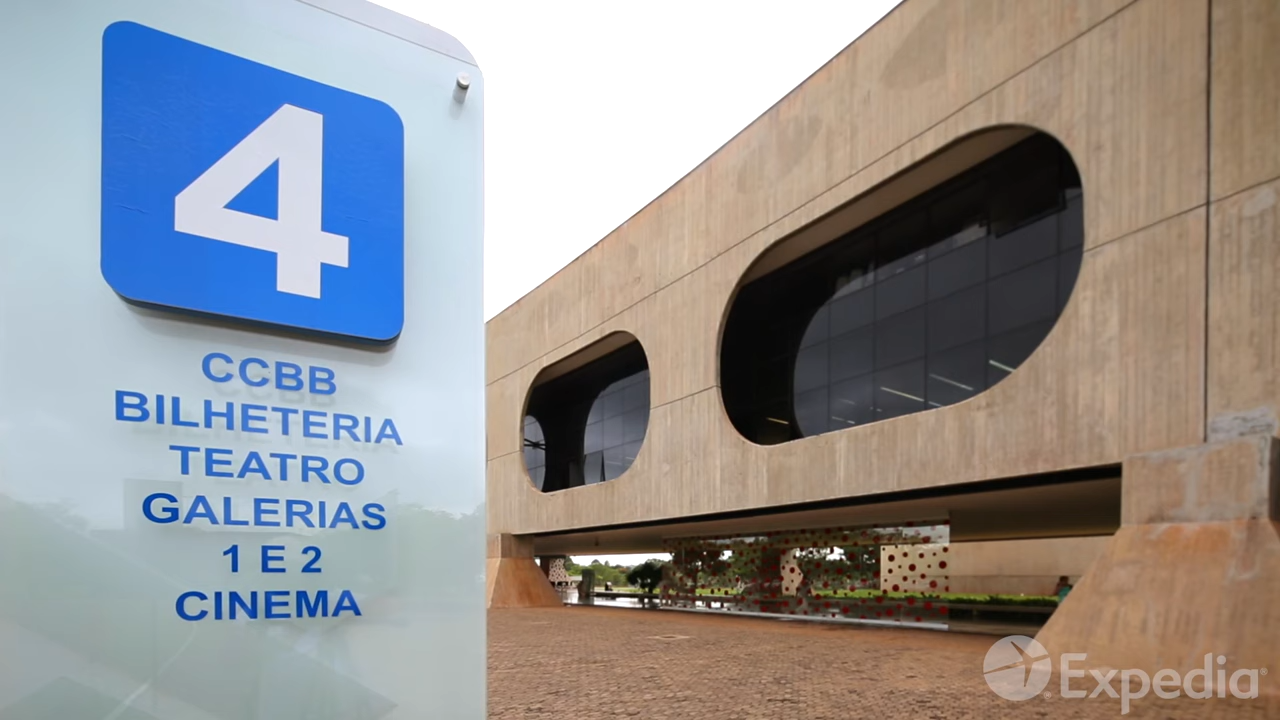 4
CCBB
BILHETERIA
TEATRO
GALERIAS
1 E 2
CINEMA
Expedia